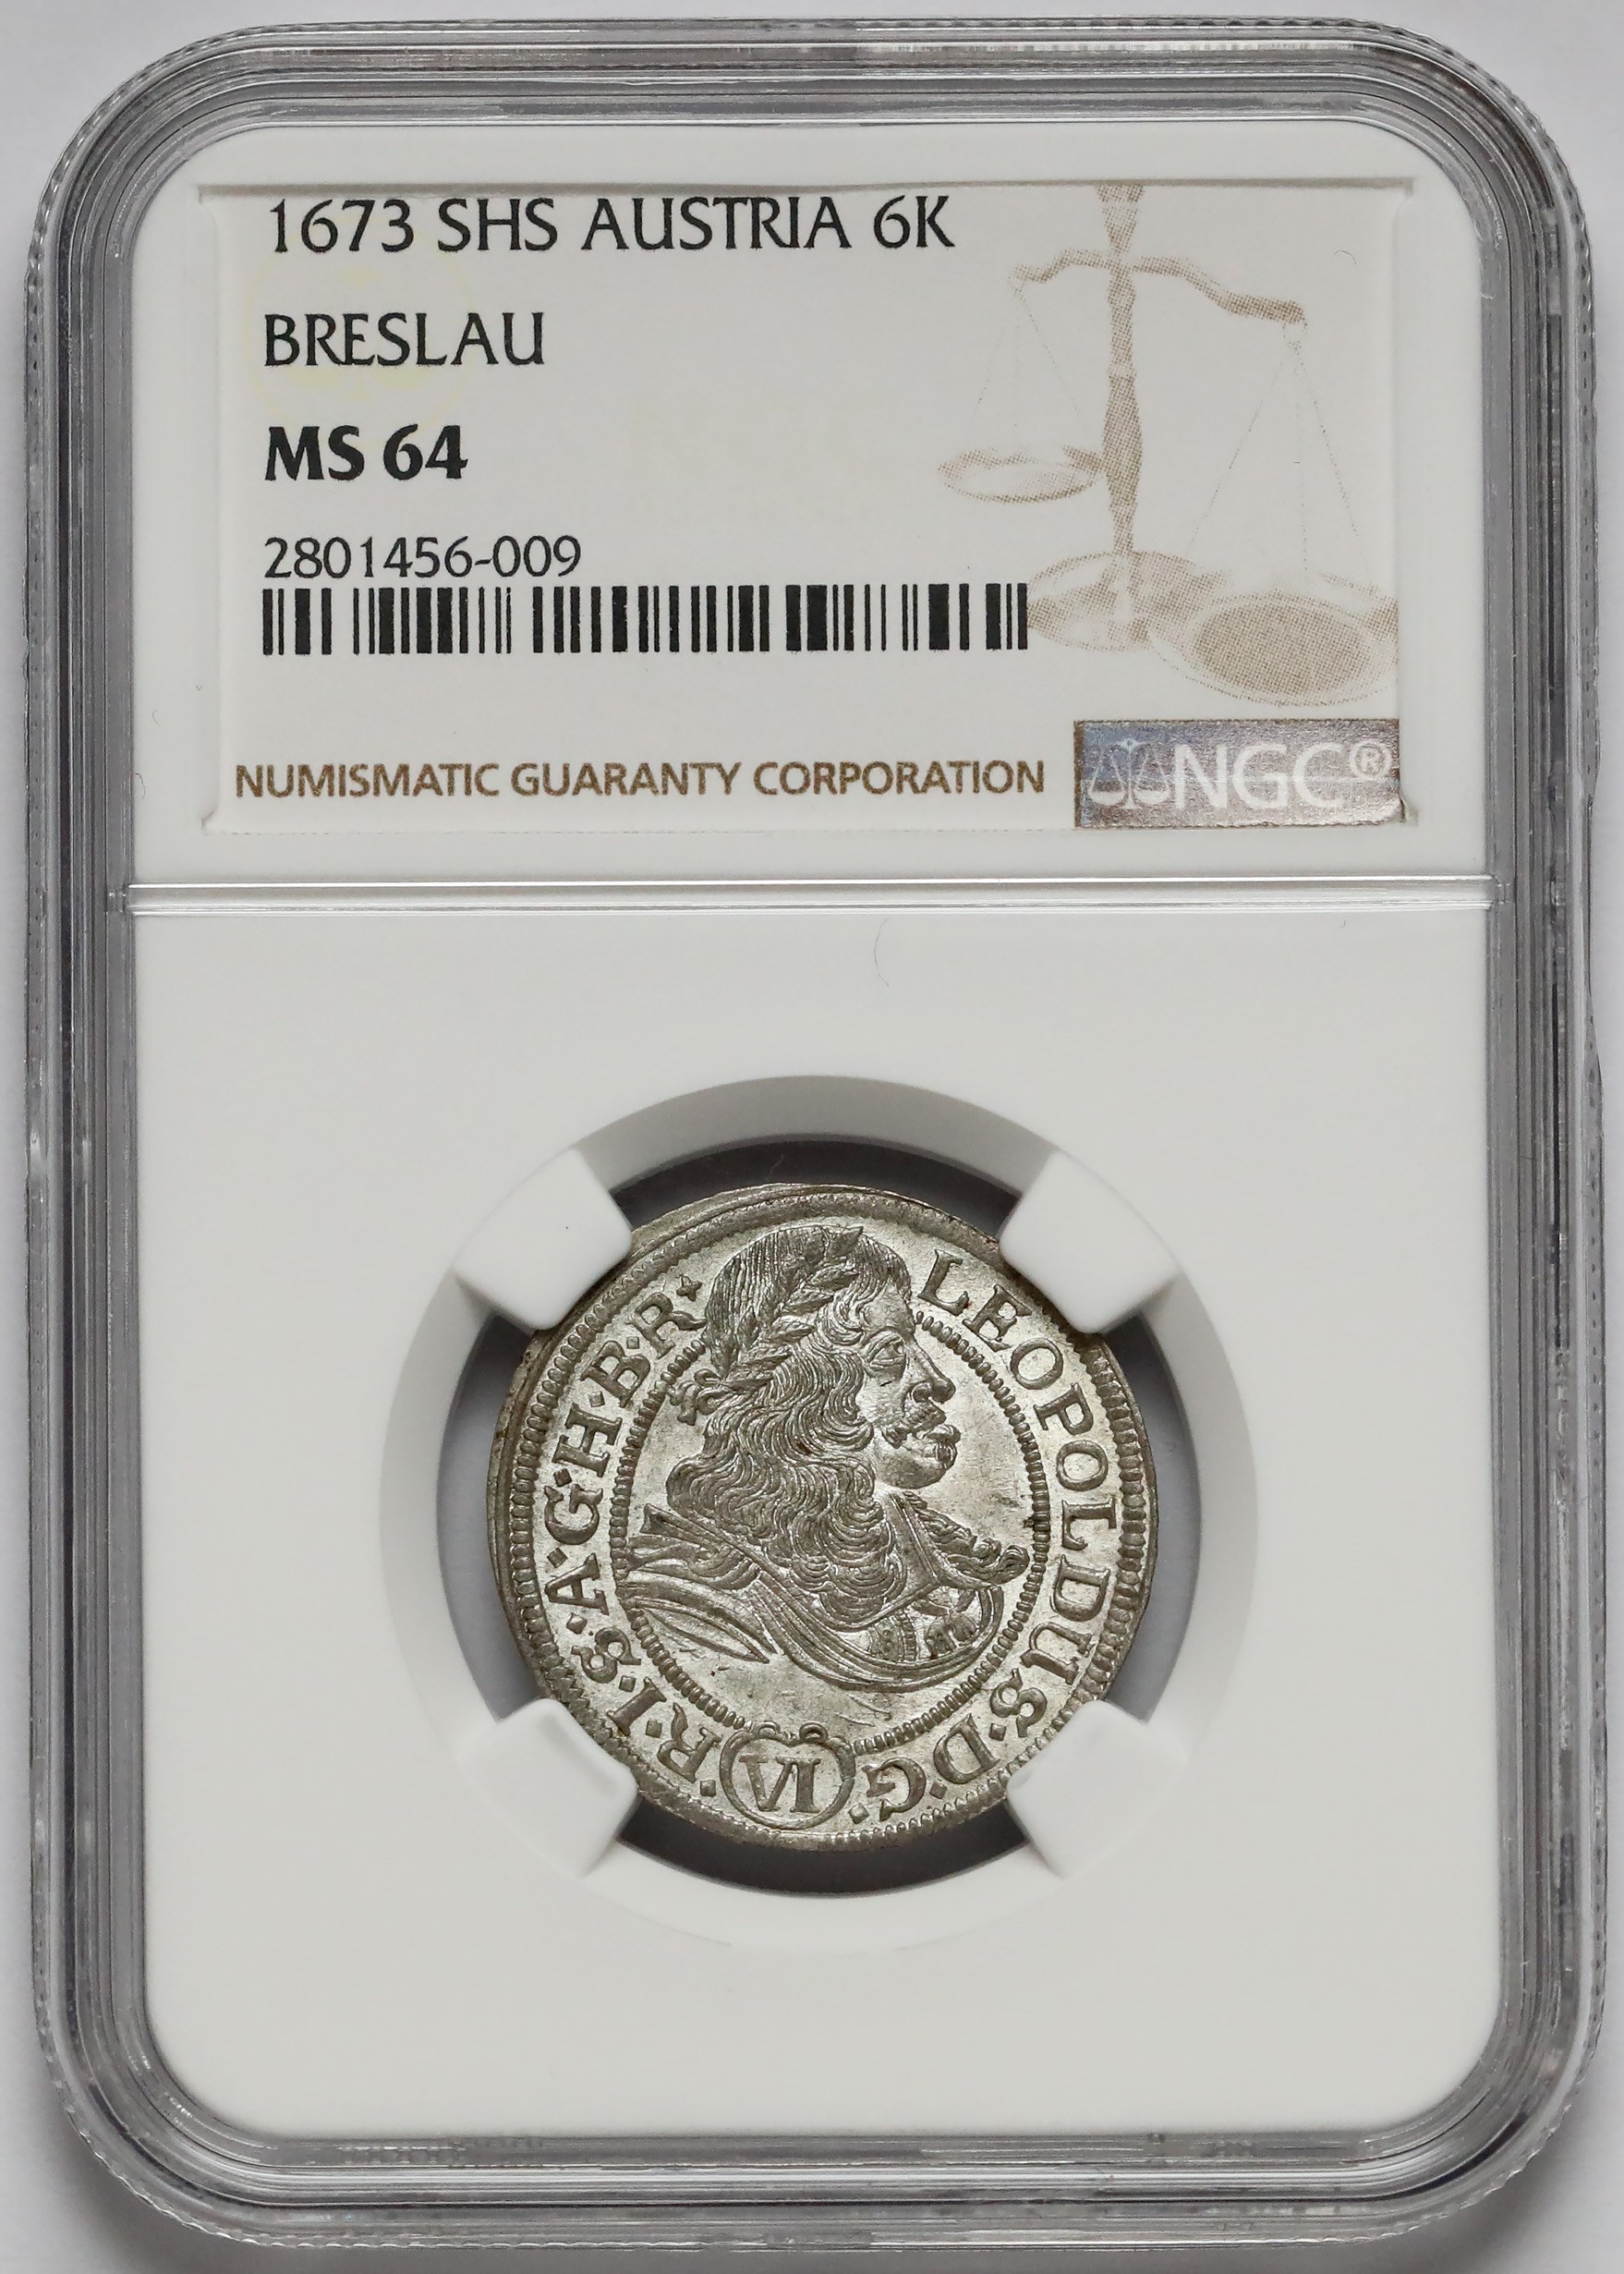 1673 SHS AUSTRIA 6K
BRESLAU
MS 64
2801456-009
NUMISMATIC GUARANTY CORPORATION
NGC®
LEOPOLDUS·D·G·
VI
·R·I·S·A·G·H·B·R·